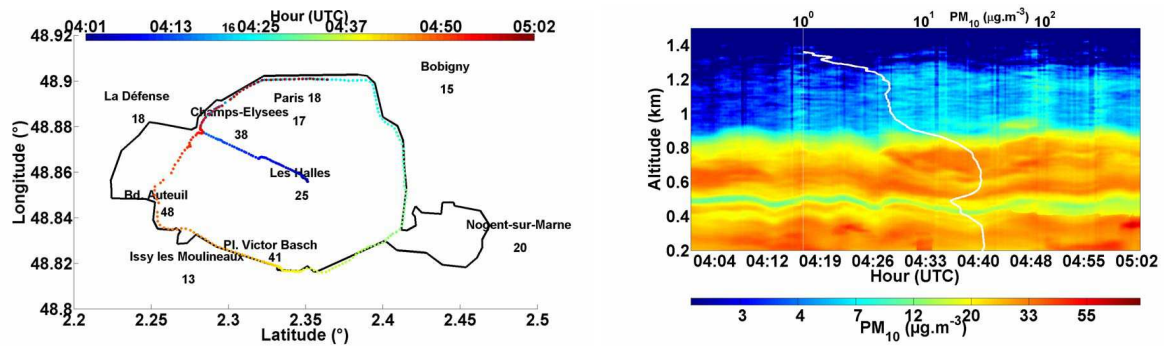 Hour (UTC)
04:01 04:13 16 04:25 04:37 04:50 05:02
48.92
48.9
48.88
48.86
48.84
48.82
48.8
Longitude (°)
Bobigny
15
La Défense
18
Paris 18
17
Champs-Elysees
38
Les Halles
25
Bd. Auteuil
48
Nogent-sur-Marne
20
Pl. Victor Basch
41
Issy les Moulineaux
13
2.2 2.25 2.3 2.35 2.4 2.45 2.5
Latitude (°)
10⁰ 10¹ PM₁₀ (µg.m⁻³) 10²
1.4
1.2
1
0.8
0.6
0.4
0.2
Altitude (km)
04:04 04:12 04:19 04:26 04:33 04:40 04:48 04:55 05:02
Hour (UTC)
3 4 7 12 20 33 55
PM₁₀ (µg.m⁻³)